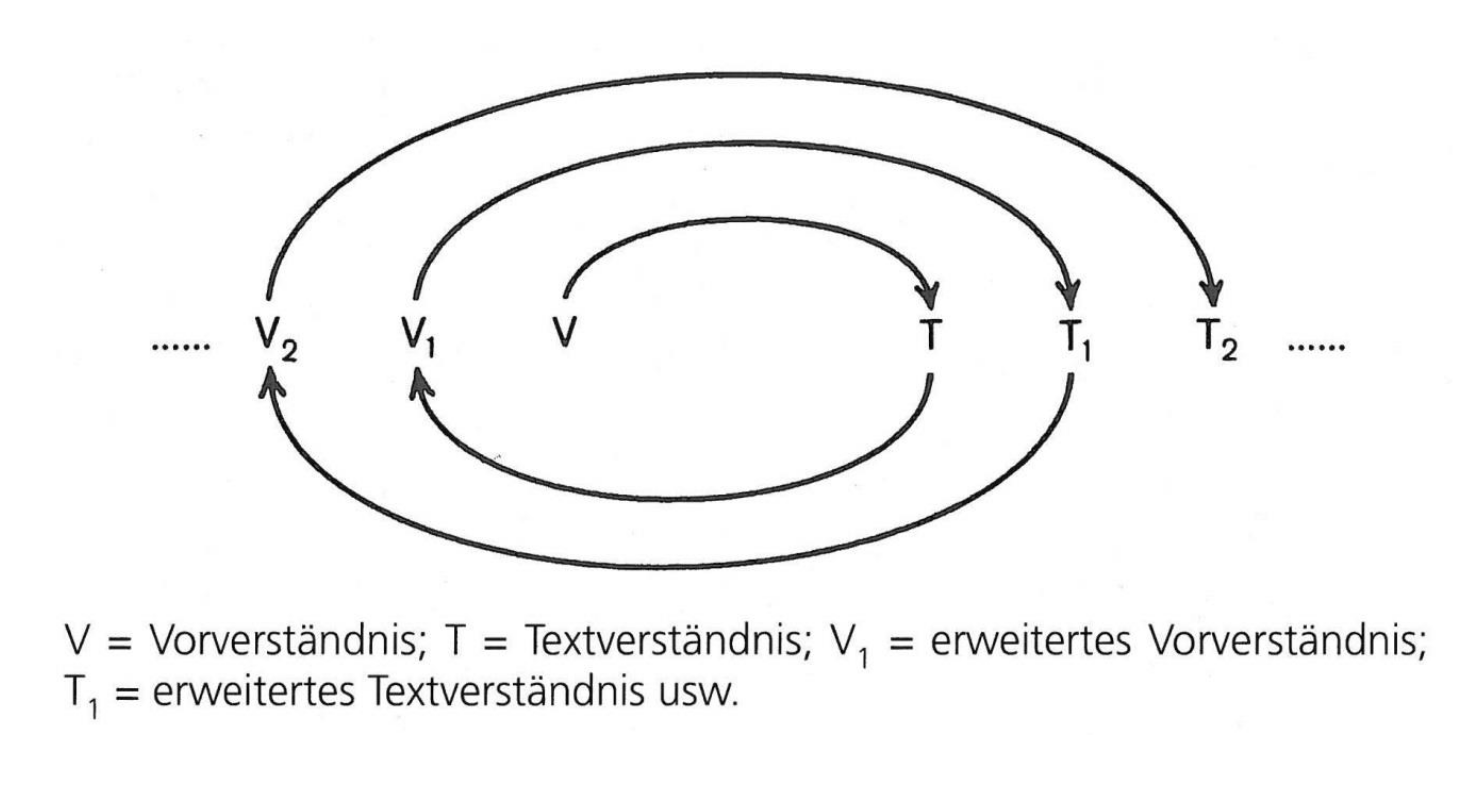 ...... V₂ V₁ V T T₁ T₂ ......
V = Vorverständnis; T = Textverständnis; V₁ = erweitertes Vorverständnis;
T₁ = erweitertes Textverständnis usw.